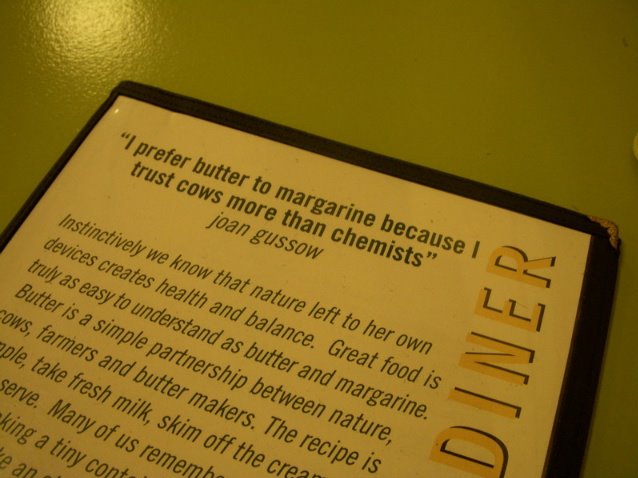 "I prefer butter to margarine because I
trust cows more than chemists"
joan gussow
Instinctively we know that nature left to her own
devices creates health and balance. Great food is
truly as easy to understand as butter and margarine.
Butter is a simple partnership between nature,
cows, farmers and butter makers. The recipe is
take fresh milk, skim off the
Many of us
a tiny
an
DINER